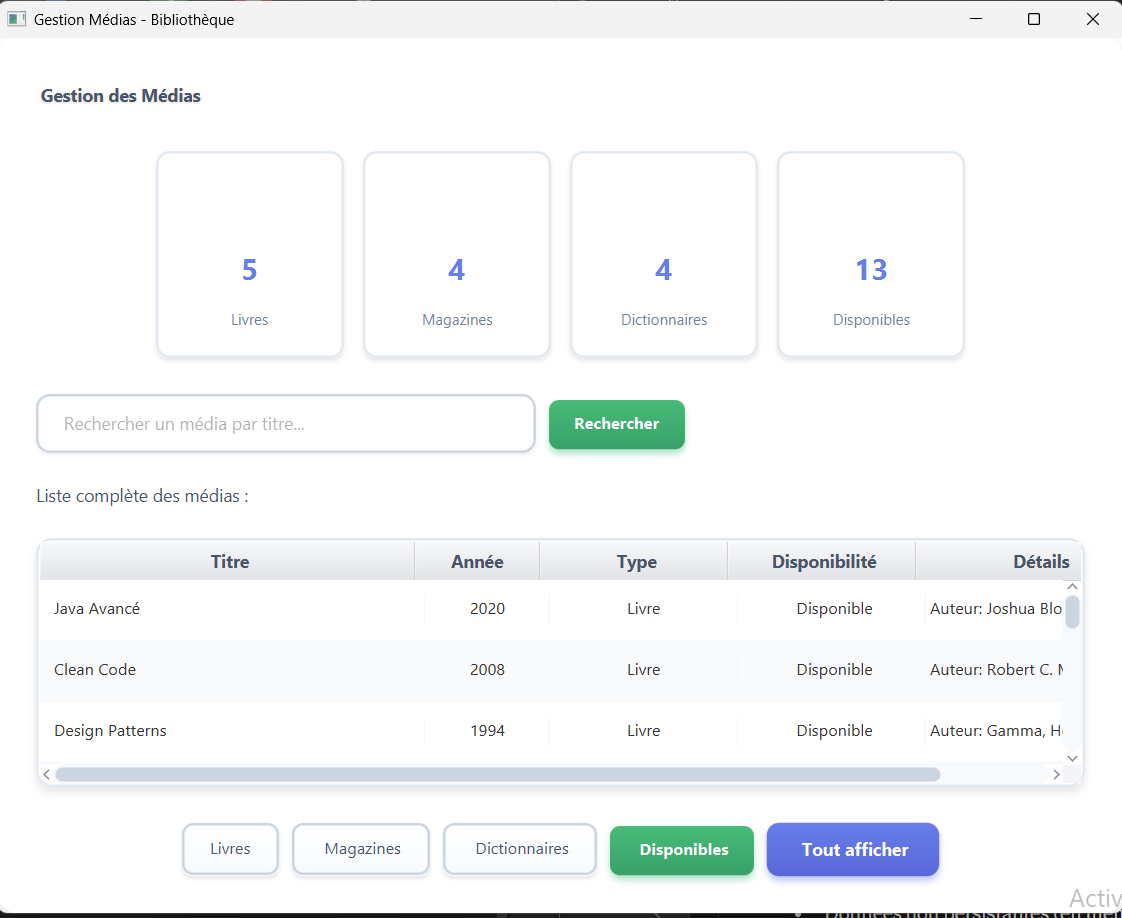 Gestion Médias - Bibliothèque
Gestion des Médias
5 4 4 13
Livres Magazines Dictionnaires Disponibles
Rechercher un média par titre... Rechercher
Liste complète des médias :
Titre Année Type Disponibilité Détails
Java Avancé 2020 Livre Disponible Auteur: Joshua Blo
Clean Code 2008 Livre Disponible Auteur: Robert C.
Design Patterns 1994 Livre Disponible Auteur: Gamma,
Livres Magazines Dictionnaires Disponibles Tout afficher
Activ